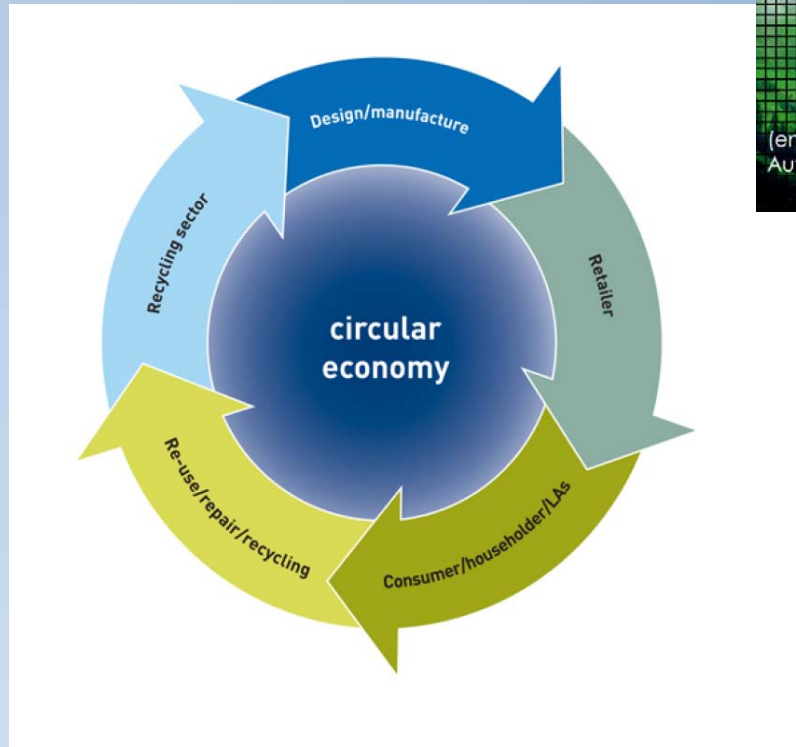 Design/manufacture
Retailer
Consumer/householder/LAs
Re-use/repair/recycling
Recycling sector
circular
economy